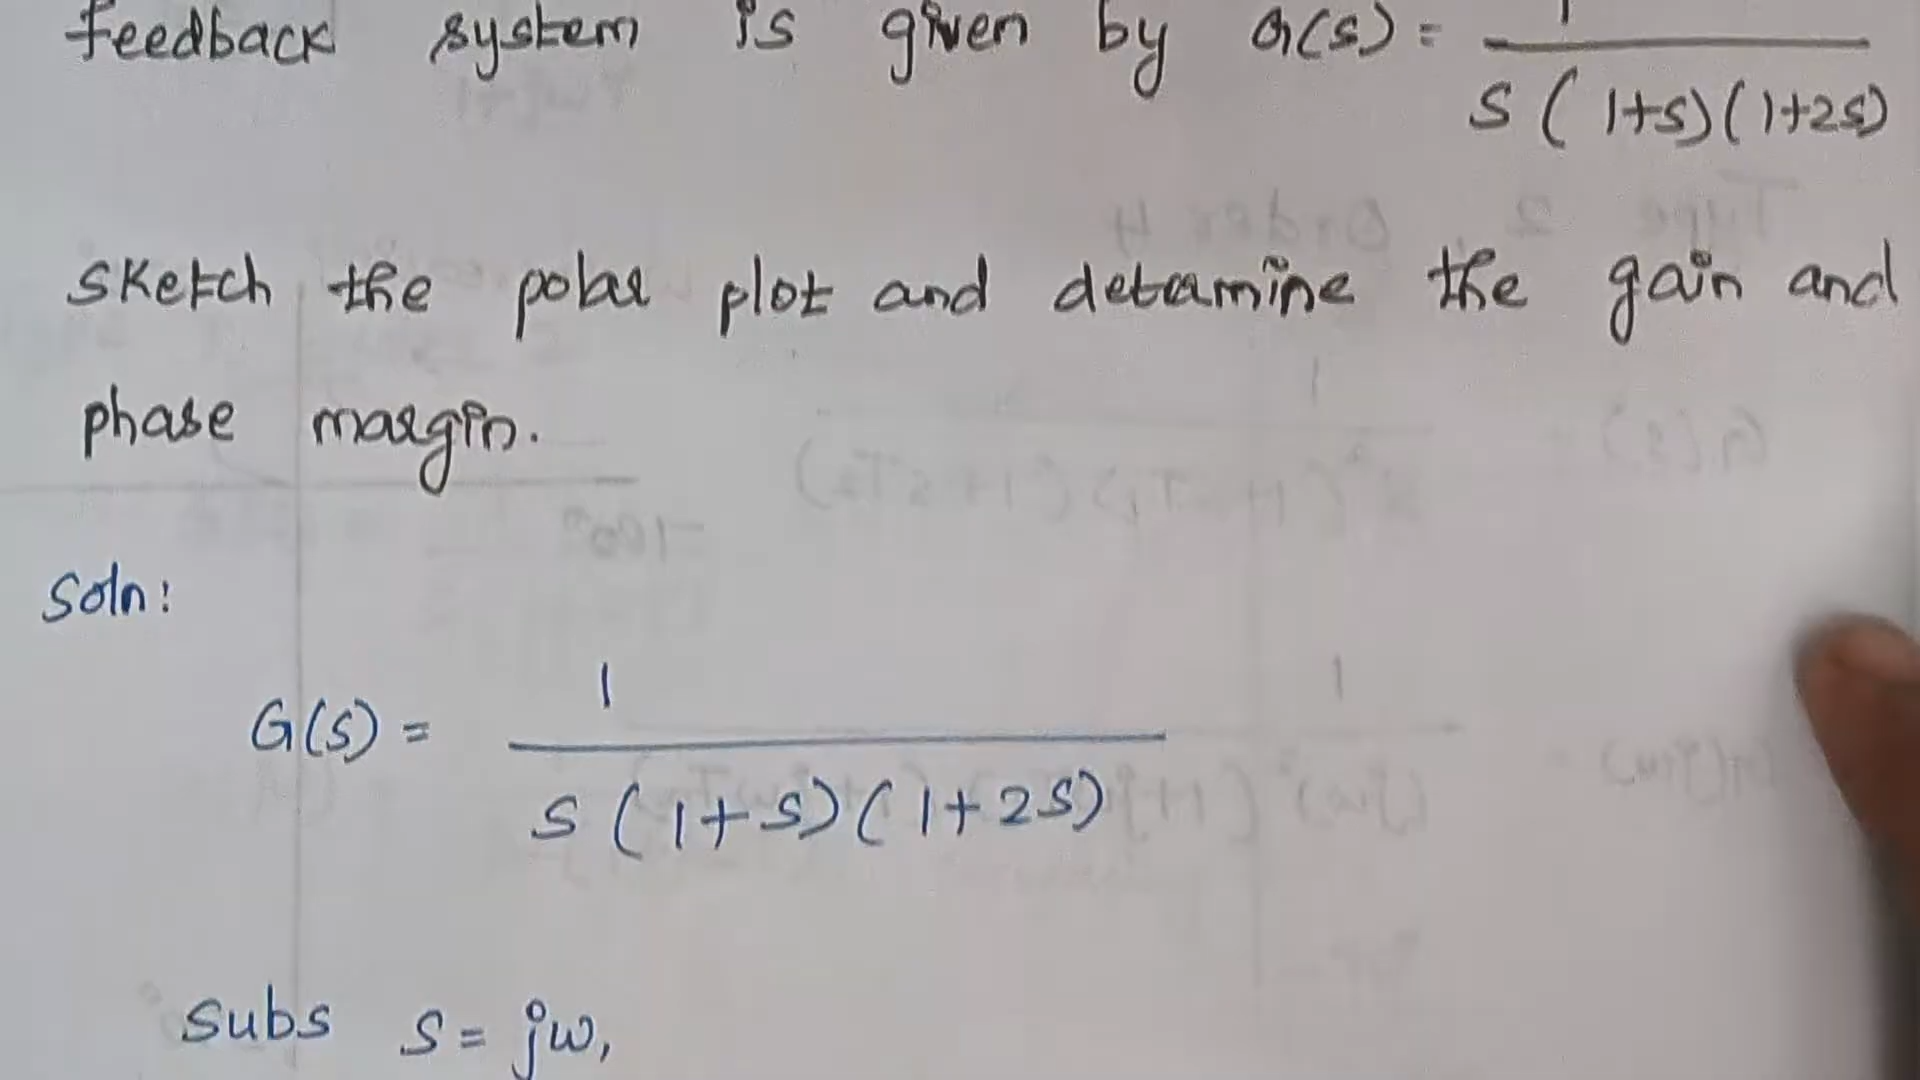 feedback system is given by G(s) = 1 / s(1+s)(1+2s)
sketch the polar plot and determine the gain and
phase margin.
Soln:
G(s) = 1 / s(1+s)(1+2s)
subs s = jω,